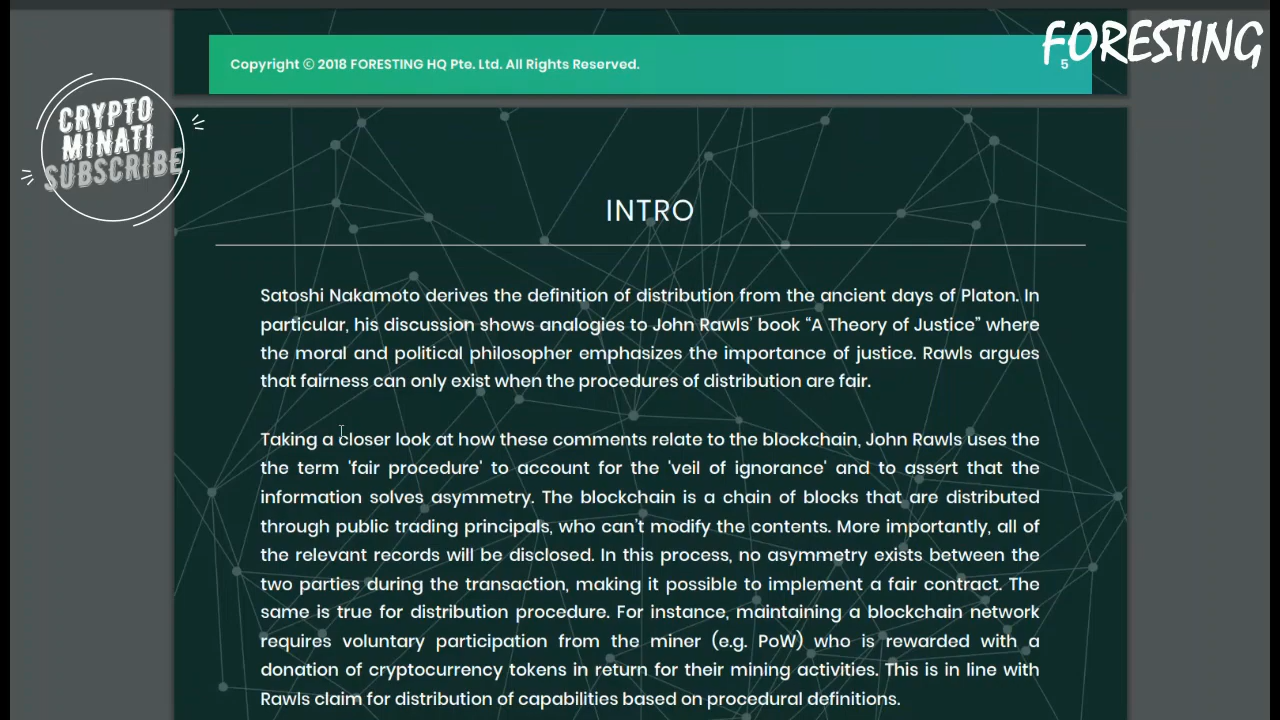 FORESTING
Copyright © 2018 FORESTING HQ Pte. Ltd. All Rights Reserved.
5
CRYPTO
MINATI
SUBSCRIBE
INTRO
Satoshi Nakamoto derives the definition of distribution from the ancient days of Platon. In
particular, his discussion shows analogies to John Rawls’ book “A Theory of Justice” where
the moral and political philosopher emphasizes the importance of justice. Rawls argues
that fairness can only exist when the procedures of distribution are fair.
Taking a closer look at how these comments relate to the blockchain, John Rawls uses the
the term 'fair procedure' to account for the 'veil of ignorance' and to assert that the
information solves asymmetry. The blockchain is a chain of blocks that are distributed
through public trading principals, who can’t modify the contents. More importantly, all of
the relevant records will be disclosed. In this process, no asymmetry exists between the
two parties during the transaction, making it possible to implement a fair contract. The
same is true for distribution procedure. For instance, maintaining a blockchain network
requires voluntary participation from the miner (e.g. PoW) who is rewarded with a
donation of cryptocurrency tokens in return for their mining activities. This is in line with
Rawls claim for distribution of capabilities based on procedural definitions.